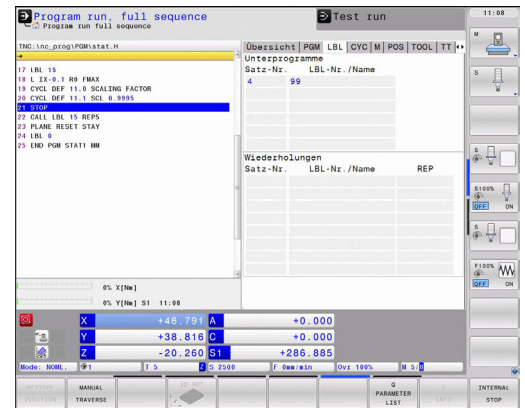 Program run, full sequence
Program run full sequence
Test run
11:08
TNC:\nc_prog\PGM\stat.H
17 LBL 15
18 L IX-0.1 R0 FMAX
19 CYCL DEF 11.0 SCALING FACTOR
20 CYCL DEF 11.1 SCL 0.9995
21 STOP
22 CALL LBL 15 REP5
23 PLANE RESET STAY
24 LBL 0
25 END PGM STAT1 MM
Übersicht PGM LBL CYC M POS TOOL TT
Unterprogramme
Satz-Nr. LBL-Nr./Name
4 99
Wiederholungen
Satz-Nr. LBL-Nr./Name REP
0% X[Nm]
0% Y[Nm] S1 11:08
X +46.791 A +0.000
Y +38.816 C +0.000
Z -20.260 S1 +286.885
Mode: NOML. 1 T 5 Z S 2500 F 0mm/min Ovr 100% M 5/8
M
S
S
S100%
OFF ON
S
F100%
OFF ON
RESTORE POSITION
MANUAL TRAVERSE
3D ROT
Q PARAMETER LIST
Q INFO
INTERNAL STOP